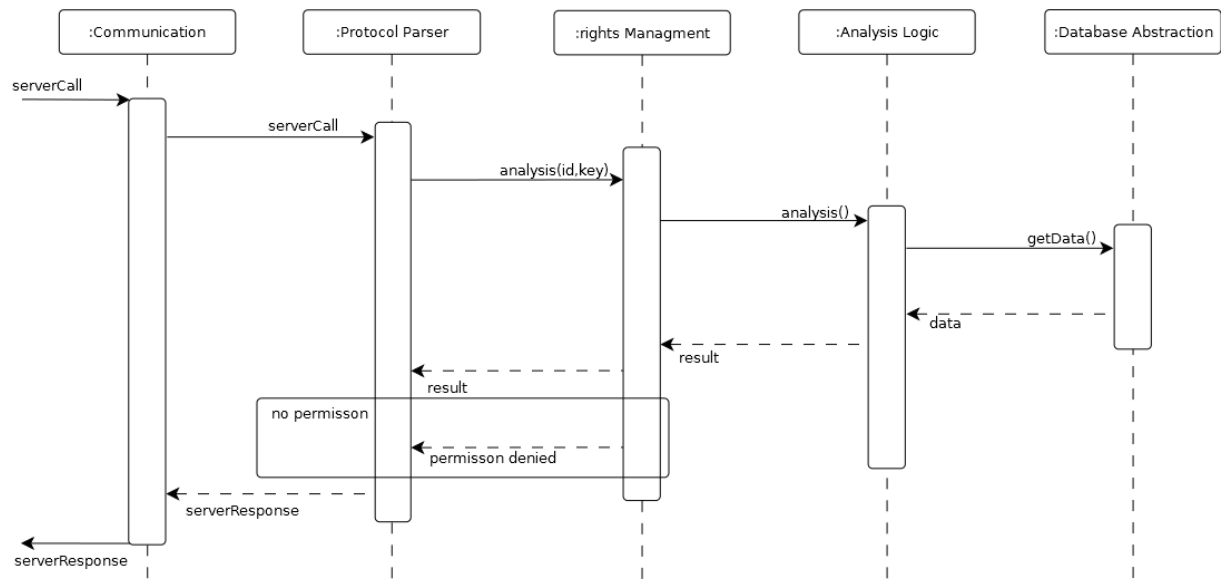 :Communication
:Protocol Parser
:rights Managment
:Analysis Logic
:Database Abstraction
serverCall
serverCall
analysis(id,key)
analysis()
getData()
data
result
result
no permisson
permisson denied
serverResponse
serverResponse